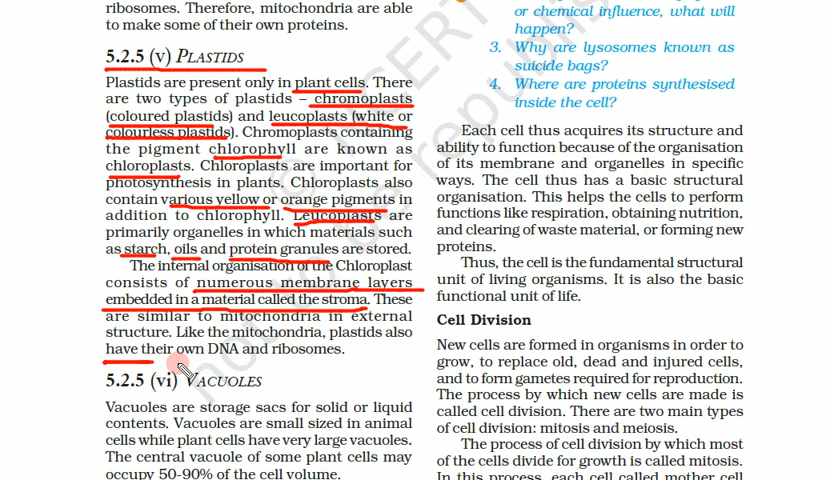 ribosomes. Therefore, mitochondria are able
to make some of their own proteins.
5.2.5 (v) PLASTIDS
Plastids are present only in plant cells. There
are two types of plastids – chromoplasts
(coloured plastids) and leucoplasts (white or
colourless plastids). Chromoplasts containing
the pigment chlorophyll are known as
chloroplasts. Chloroplasts are important for
photosynthesis in plants. Chloroplasts also
contain various yellow or orange pigments in
addition to chlorophyll. Leucoplasts are
primarily organelles in which materials such
as starch, oils and protein granules are stored.
The internal organisation of the Chloroplast
consists of numerous membrane layers
embedded in a material called the stroma. These
are similar to mitochondria in external
structure. Like the mitochondria, plastids also
have their own DNA and ribosomes.
5.2.5 (vi) VACUOLES
Vacuoles are storage sacs for solid or liquid
contents. Vacuoles are small sized in animal
cells while plant cells have very large vacuoles.
The central vacuole of some plant cells may
occupy 50-90% of the cell volume.
or chemical influence, what will
happen?
3. Why are lysosomes known as
suicide bags?
4. Where are proteins synthesised
inside the cell?
Each cell thus acquires its structure and
ability to function because of the organisation
of its membrane and organelles in specific
ways. The cell thus has a basic structural
organisation. This helps the cells to perform
functions like respiration, obtaining nutrition,
and clearing of waste material, or forming new
proteins.
Thus, the cell is the fundamental structural
unit of living organisms. It is also the basic
functional unit of life.
Cell Division
New cells are formed in organisms in order to
grow, to replace old, dead and injured cells,
and to form gametes required for reproduction.
The process by which new cells are made is
called cell division. There are two main types
of cell division: mitosis and meiosis.
The process of cell division by which most
of the cells divide for growth is called mitosis.
In this process, each cell called mother cell
© NCERT
not to be republis